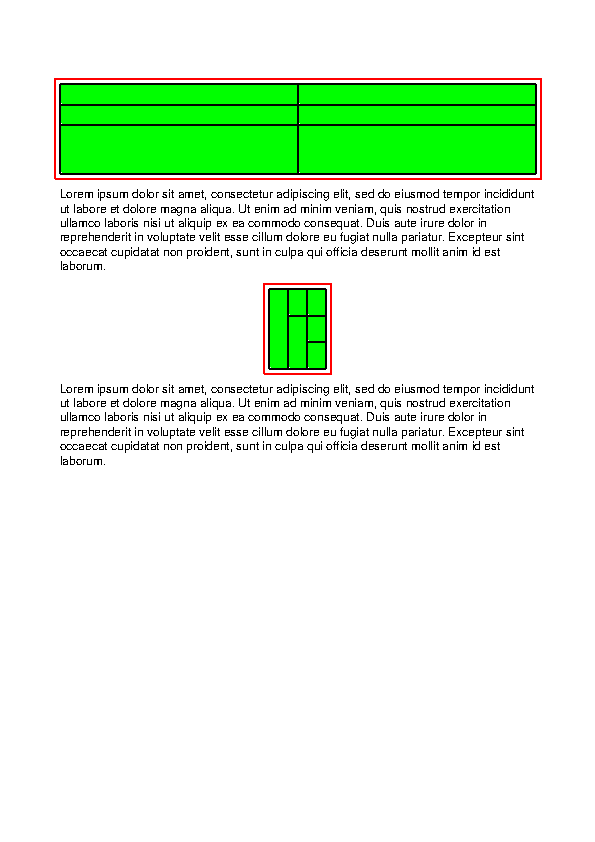 Lorem ipsum dolor sit amet, consectetur adipiscing elit, sed do eiusmod tempor incididunt
ut labore et dolore magna aliqua. Ut enim ad minim veniam, quis nostrud exercitation
ullamco laboris nisi ut aliquip ex ea commodo consequat. Duis aute irure dolor in
reprehenderit in voluptate velit esse cillum dolore eu fugiat nulla pariatur. Excepteur sint
occaecat cupidatat non proident, sunt in culpa qui officia deserunt mollit anim id est
laborum.
Lorem ipsum dolor sit amet, consectetur adipiscing elit, sed do eiusmod tempor incididunt
ut labore et dolore magna aliqua. Ut enim ad minim veniam, quis nostrud exercitation
ullamco laboris nisi ut aliquip ex ea commodo consequat. Duis aute irure dolor in
reprehenderit in voluptate velit esse cillum dolore eu fugiat nulla pariatur. Excepteur sint
occaecat cupidatat non proident, sunt in culpa qui officia deserunt mollit anim id est
laborum.